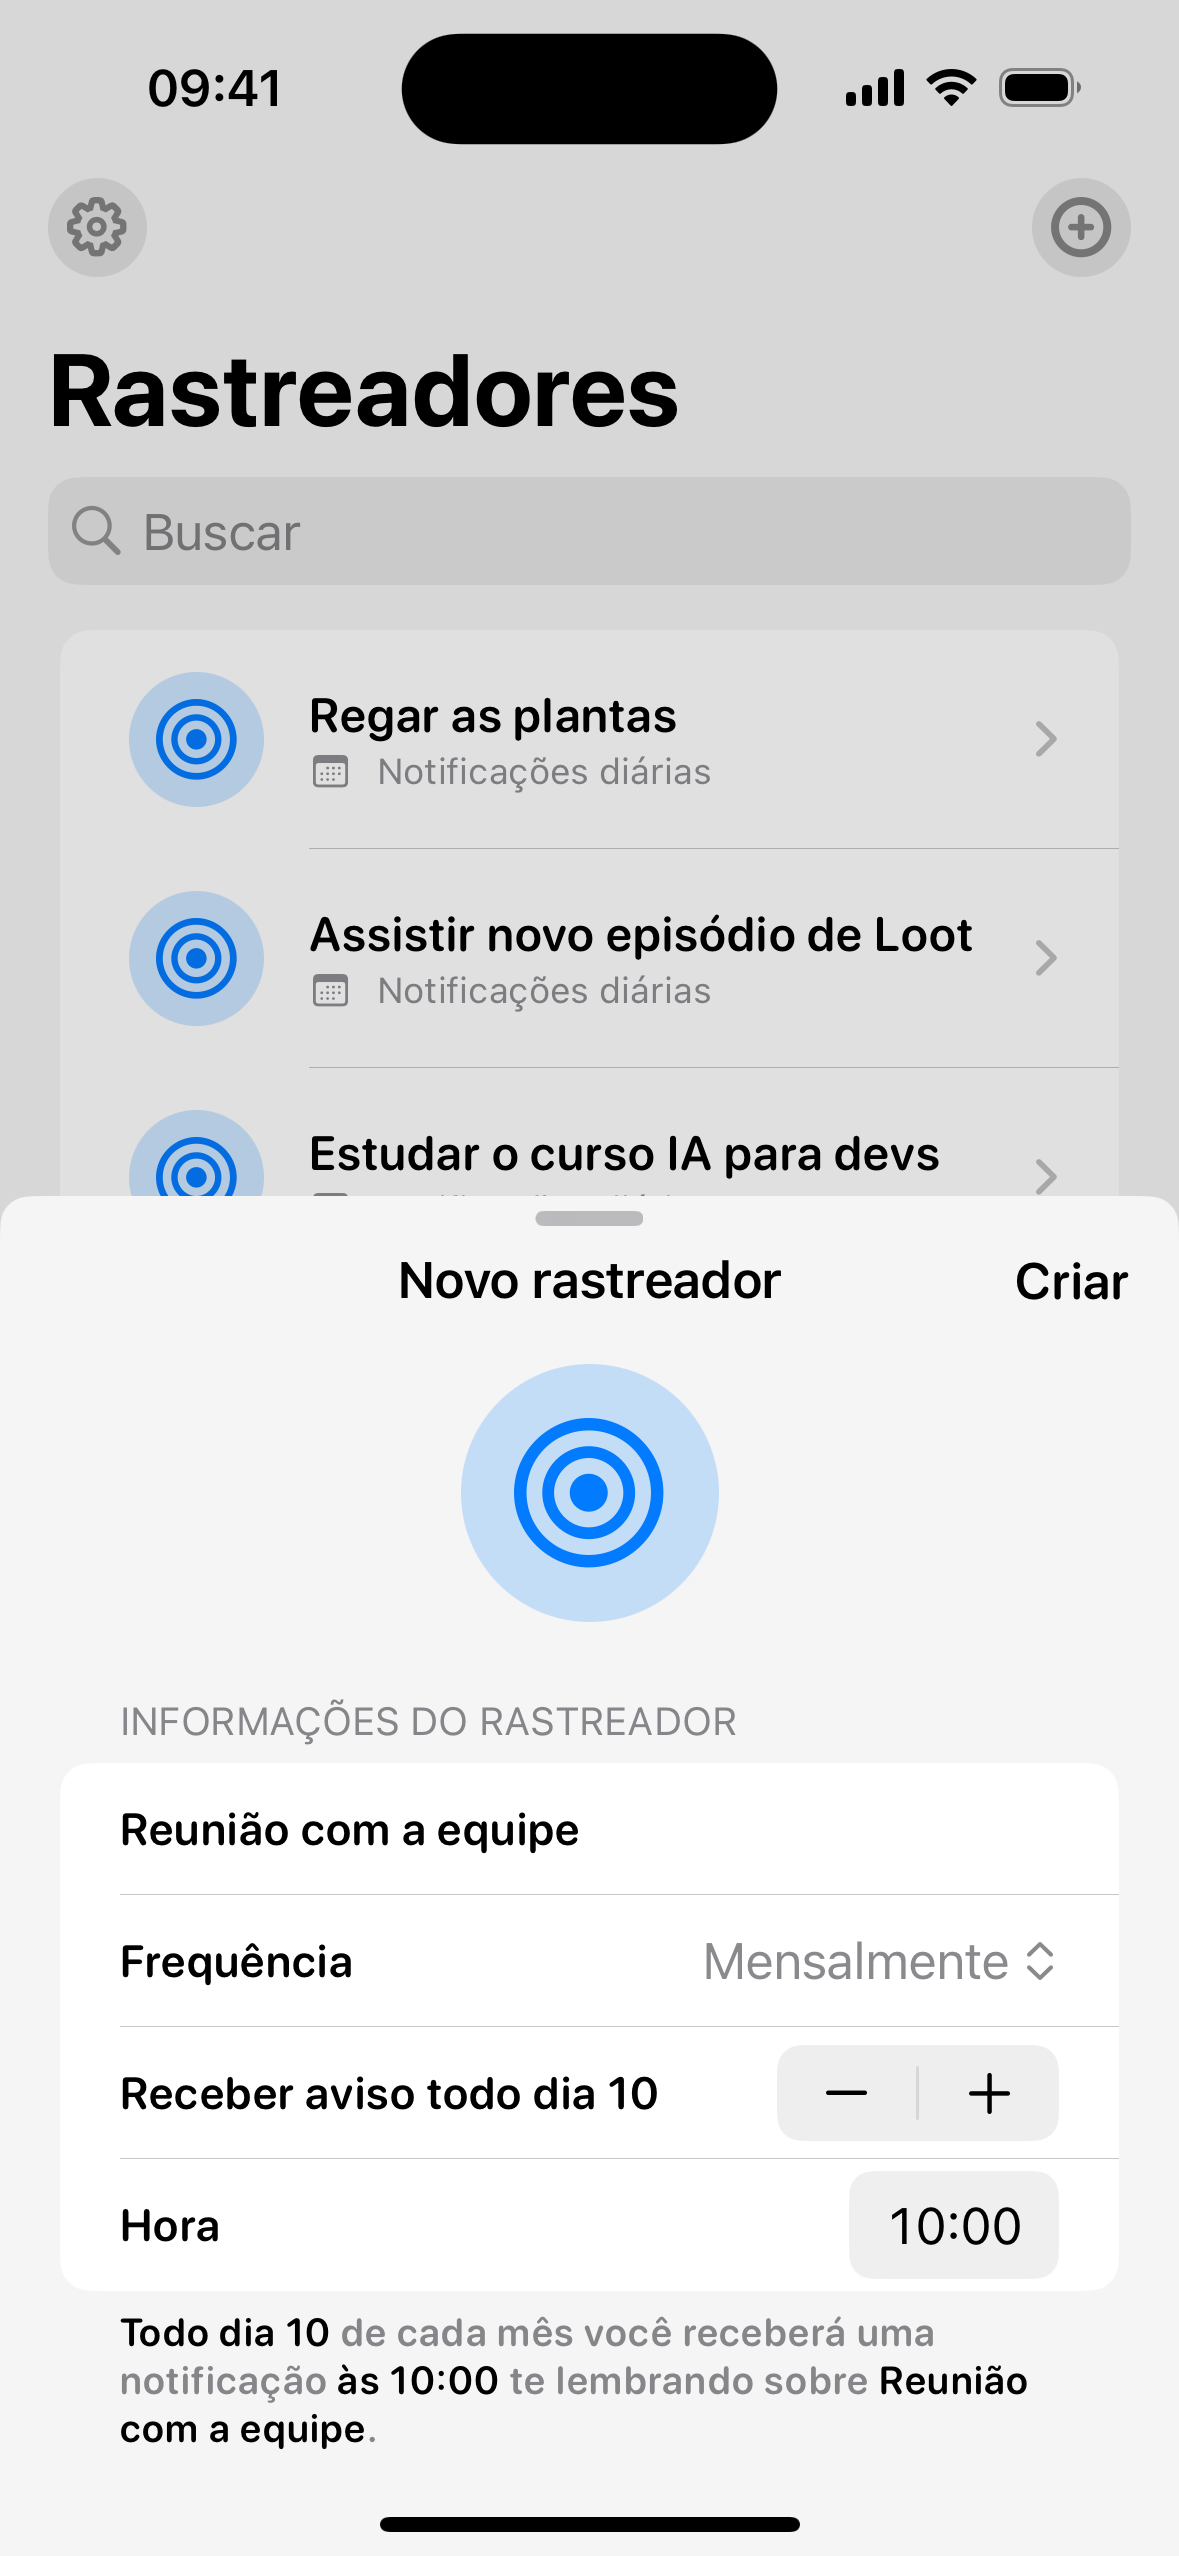 09:41
Rastreadores
Buscar
Regar as plantas
Notificações diárias
Assistir novo episódio de Loot
Notificações diárias
Estudar o curso IA para devs
Novo rastreador
Criar
INFORMAÇÕES DO RASTREADOR
Reunião com a equipe
Frequência
Mensalmente
Receber aviso todo dia 10
Hora
10:00
Todo dia 10 de cada mês você receberá uma
notificação às 10:00 te lembrando sobre Reunião
com a equipe.